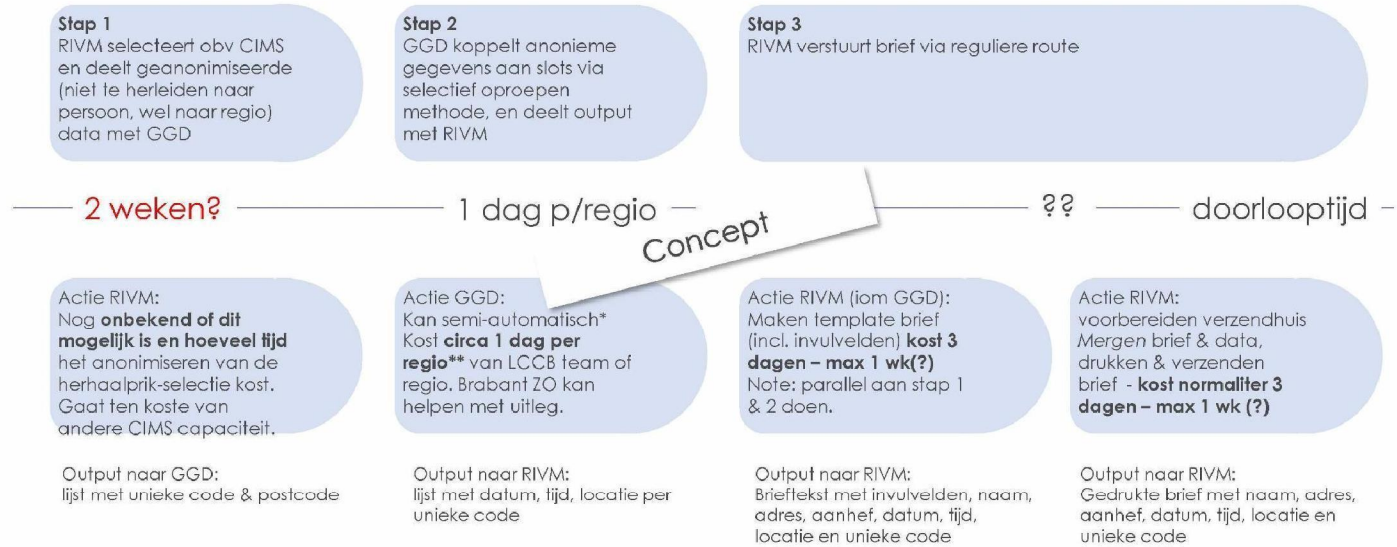 Stap 1
RIVM selecteert obv CIMS
en deelt geanonimiseerde
(niet te herleiden naar
persoon, wel naar regio)
data met GGD
Stap 2
GGD koppelt anonieme
gegevens aan slots via
selectief oproepen
methode, en deelt output
met RIVM
Stap 3
RIVM verstuurt brief via reguliere route
2 weken?
1 dag p/regio
Concept
??
doorlooptijd
Actie RIVM:
Nog onbekend of dit
mogelijk is en hoeveel tijd
het anonimiseren van de
herhaalprik-selectie kost.
Gaat ten koste van
andere CIMS capaciteit.
Actie GGD:
Kan semi-automatisch*
Kost circa 1 dag per
regio** van LCCB team of
regio. Brabant ZO kan
helpen met uitleg.
Actie RIVM (iom GGD):
Maken template brief
(incl. invulvelden) kost 3
dagen – max 1 wk(?)
Note: parallel aan stap 1
& 2 doen.
Actie RIVM:
voorbereiden verzendhuis
Mergen brief & data,
drukken & verzenden
brief - kost normaliter 3
dagen – max 1 wk (?)
Output naar GGD:
lijst met unieke code & postcode
Output naar RIVM:
lijst met datum, tijd, locatie per
unieke code
Output naar RIVM:
Brieftekst met invulvelden, naam,
adres, aanhef, datum, tijd,
locatie en unieke code
Output naar RIVM:
Gedrukte brief met naam, adres,
aanhef, datum, tijd, locatie en
unieke code